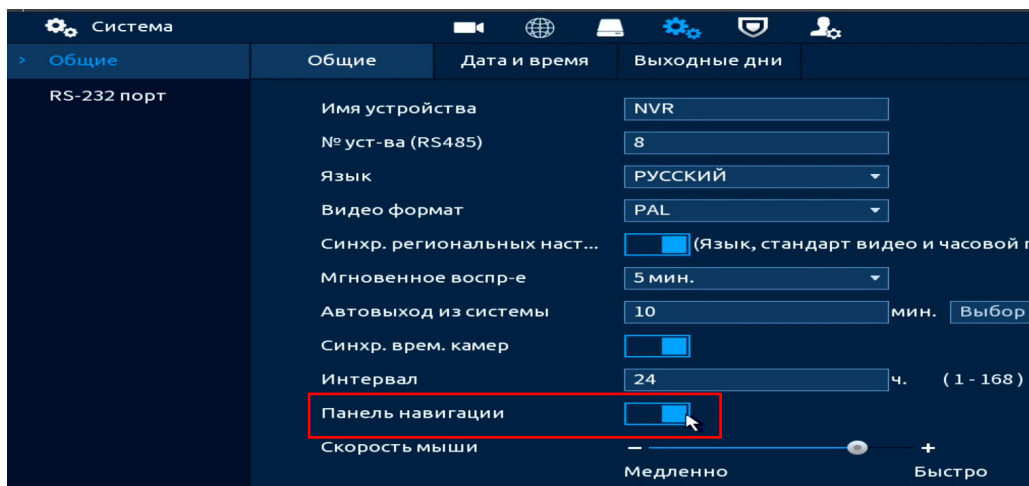 Система
> Общие
RS-232 порт
Общие Дата и время Выходные дни
Имя устройства NVR
№ уст-ва (RS485) 8
Язык РУССКИЙ
Видео формат PAL
Синхр. региональных наст... (Язык, стандарт видео и часовой
Мгновенное воспр-е 5 мин.
Автовыход из системы 10 мин. Выбор
Синхр. врем. камер
Интервал 24 ч. (1 - 168)
Панель навигации
Скорость мыши − +
Медленно Быстро